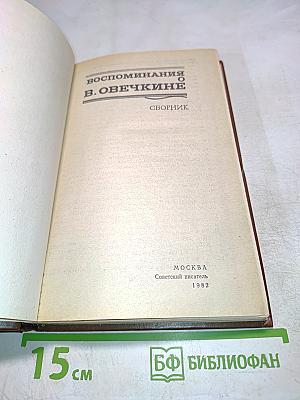 ВОСПОМИНАНИЯ
О
В. ОВЕЧКИНЕ
СБОРНИК
МОСКВА
Советский писатель
1982
15 см
БФ БИБЛИОФАН